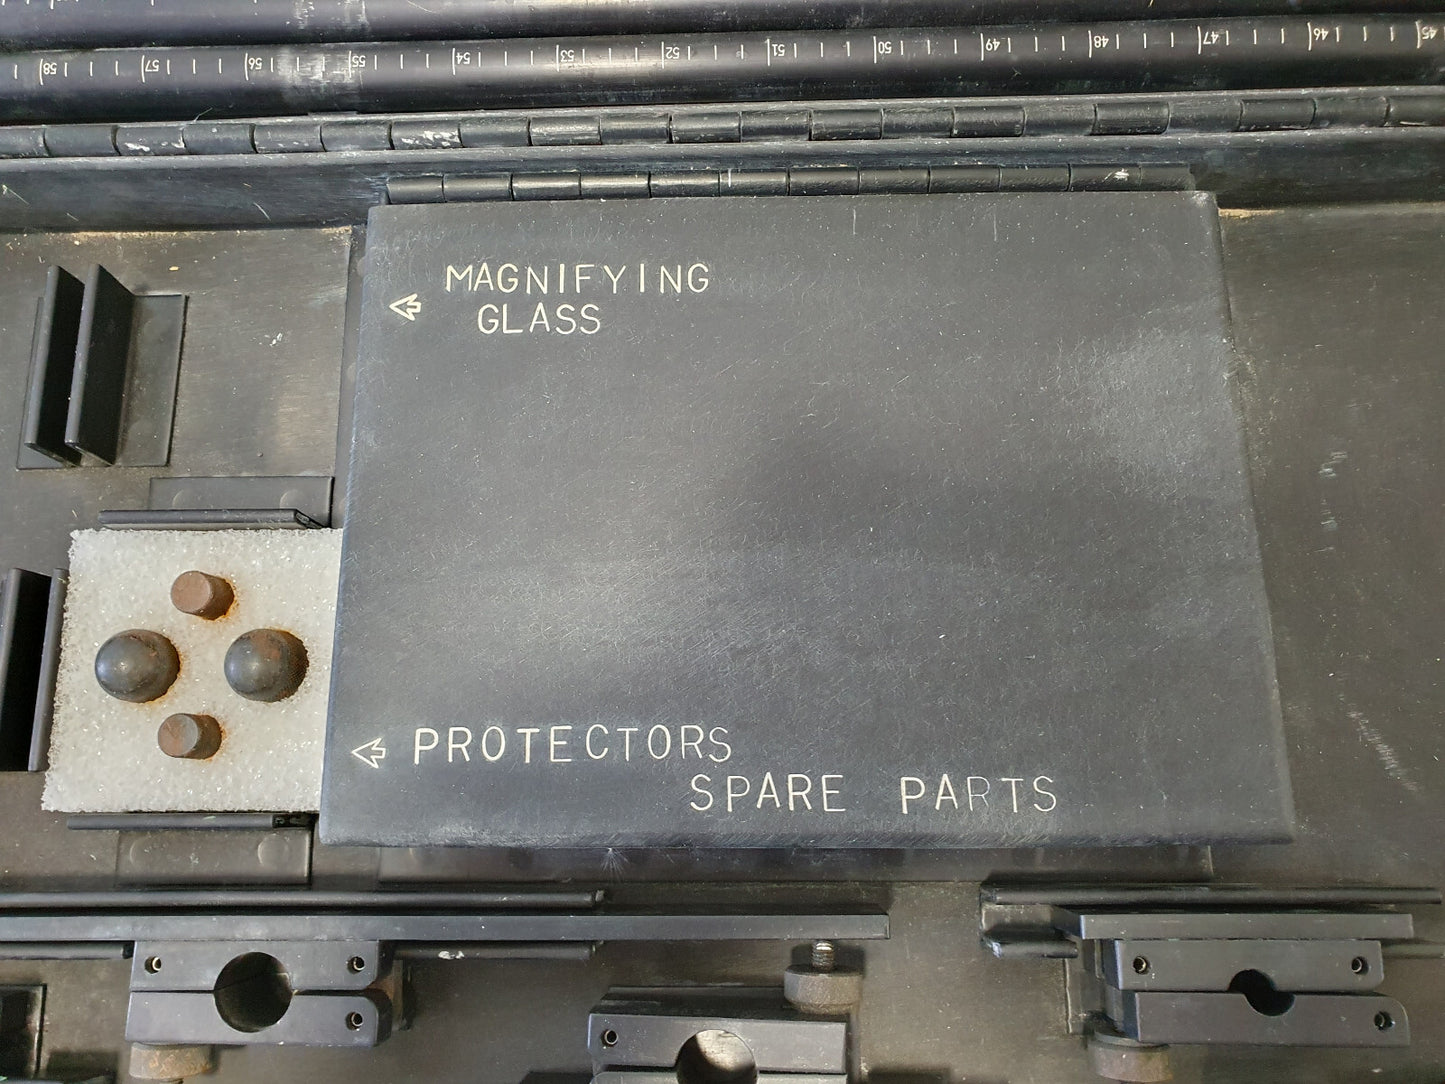 58 57 56 55 54 53 52 51 50 49 48 47 46 45
MAGNIFYING
GLASS
PROTECTORS
SPARE PARTS